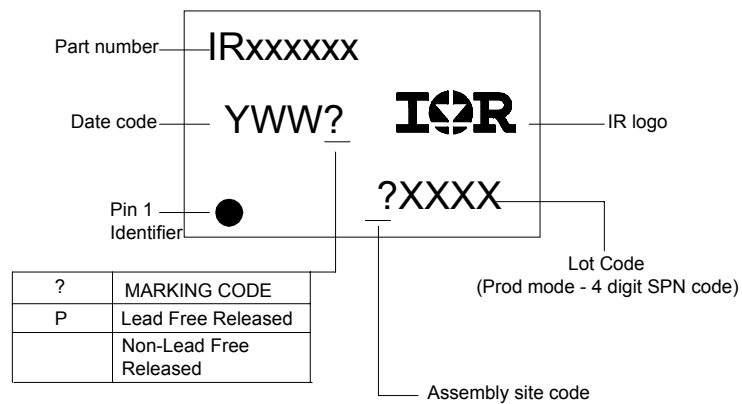 Part number
IRxxxxxx
Date code
YWW?
IOR
IR logo
?XXXX
Pin 1
Identifier
Lot Code
(Prod mode - 4 digit SPN code)
? MARKING CODE
P Lead Free Released
Non-Lead Free
Released
Assembly site code